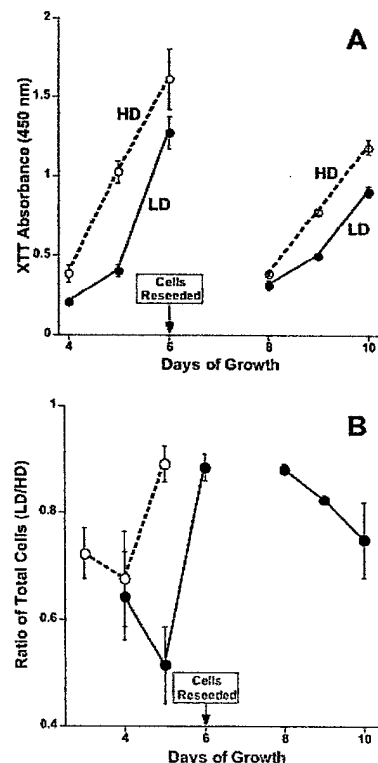 A
XTT Absorbance (450 nm)
2
1.5
1
0.5
0
HD
LD
HD
LD
Cells
Reseeded
4
5
6
8
9
10
Days of Growth
B
Ratio of Total Cells (LD/HD)
1
0.8
0.6
0.4
Cells
Reseeded
4
6
8
10
Days of Growth